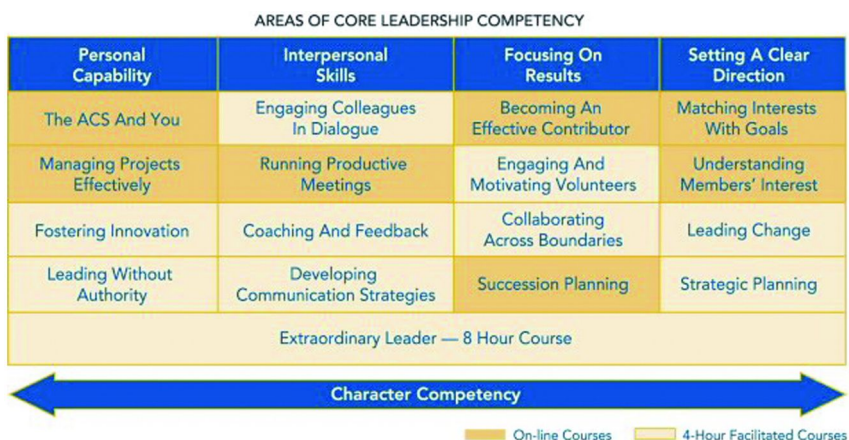 AREAS OF CORE LEADERSHIP COMPETENCY
Personal
Capability
Interpersonal
Skills
Focusing On
Results
Setting A Clear
Direction
The ACS And You
Engaging Colleagues
In Dialogue
Becoming An
Effective Contributor
Matching Interests
With Goals
Managing Projects
Effectively
Running Productive
Meetings
Engaging And
Motivating Volunteers
Understanding
Members' Interest
Fostering Innovation
Coaching And Feedback
Collaborating
Across Boundaries
Leading Change
Leading Without
Authority
Developing
Communication Strategies
Succession Planning
Strategic Planning
Extraordinary Leader — 8 Hour Course
Character Competency
On-line Courses
4-Hour Facilitated Courses